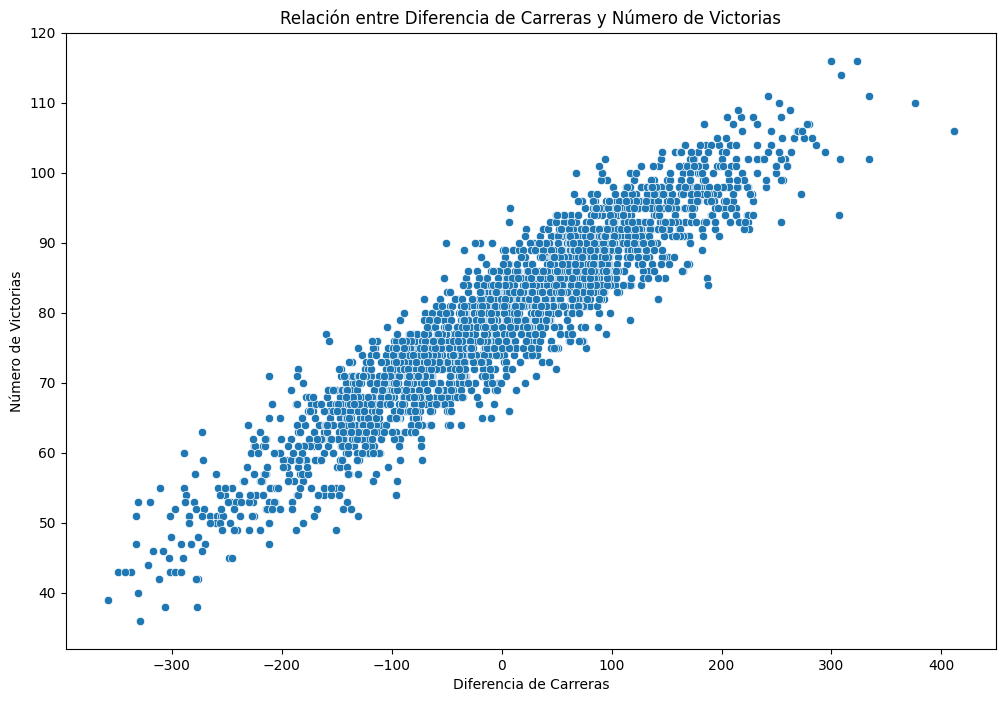 Relación entre Diferencia de Carreras y Número de Victorias
120
110
100
90
80
70
60
50
40
Número de Victorias
−300 −200 −100 0 100 200 300 400
Diferencia de Carreras